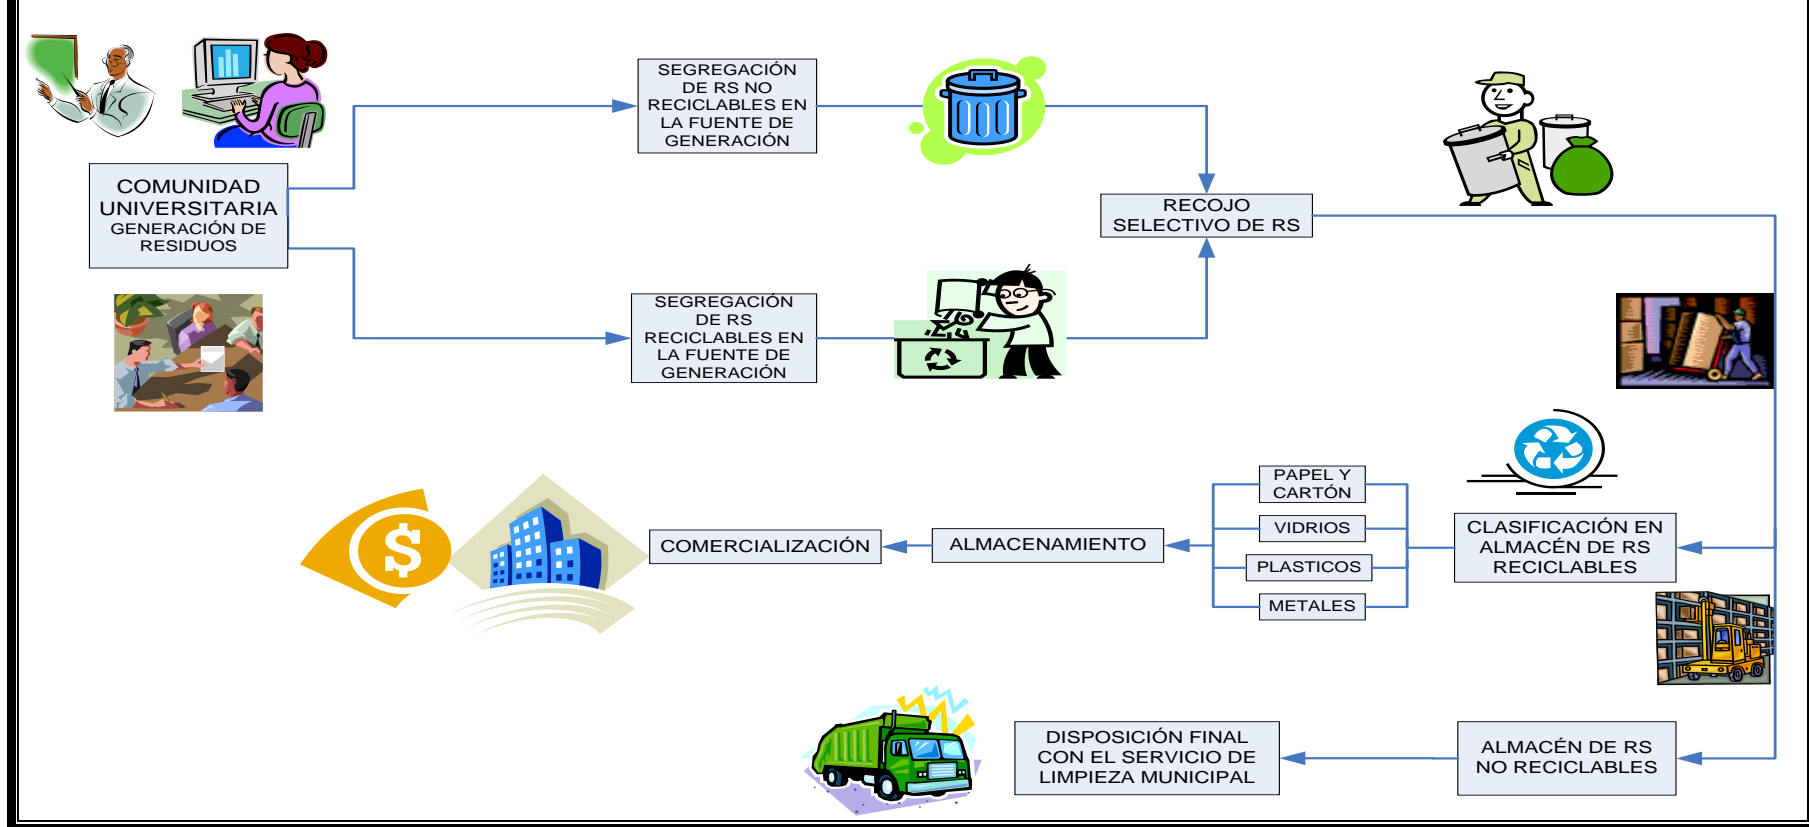 SEGREGACIÓN
DE RS NO
RECICLABLES EN
LA FUENTE DE
GENERACIÓN
COMUNIDAD
UNIVERSITARIA
GENERACIÓN DE
RESIDUOS
RECOJO
SELECTIVO DE RS
SEGREGACIÓN
DE RS
RECICLABLES EN
LA FUENTE DE
GENERACIÓN
PAPEL Y
CARTÓN
VIDRIOS
PLASTICOS
METALES
CLASIFICACIÓN EN
ALMACÉN DE RS
RECICLABLES
ALMACENAMIENTO
COMERCIALIZACIÓN
$
DISPOSICIÓN FINAL
CON EL SERVICIO DE
LIMPIEZA MUNICIPAL
ALMACÉN DE RS
NO RECICLABLES